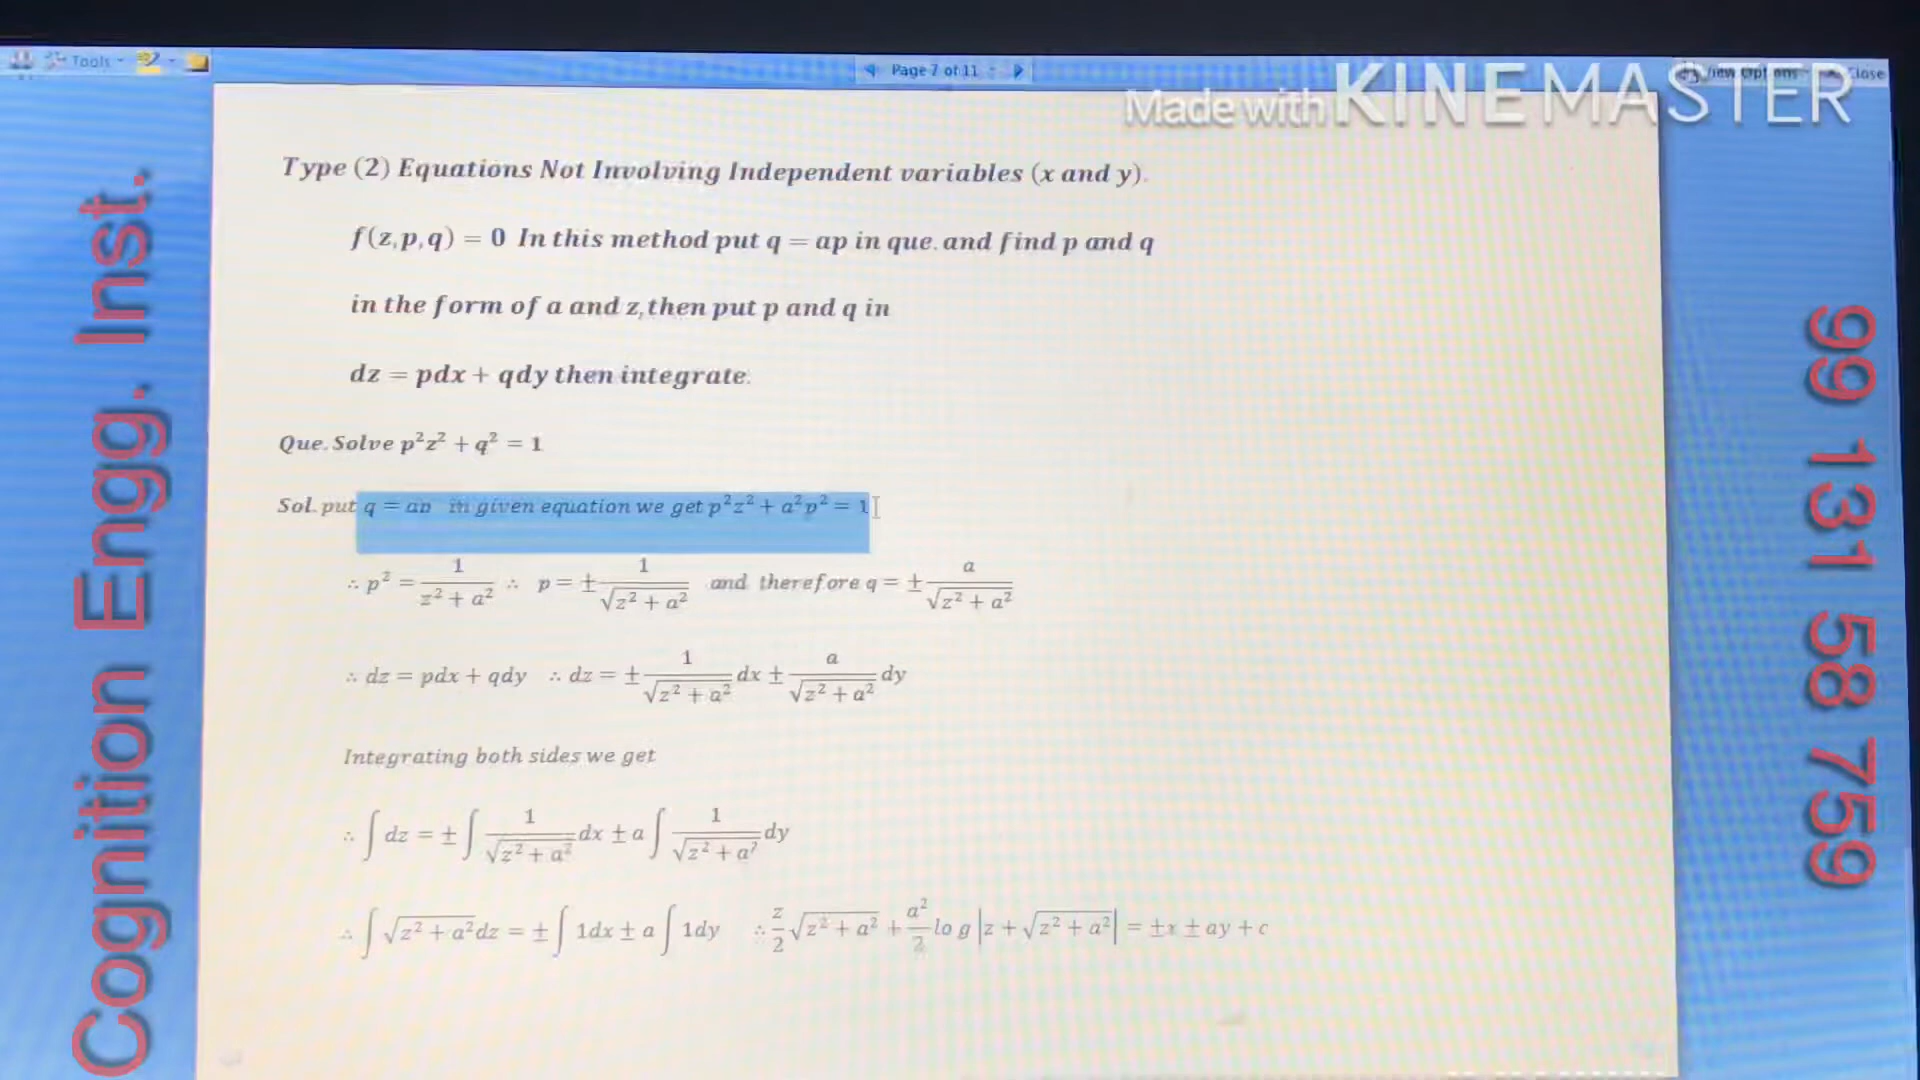 Tools
Page 7 of 11
View Options
Close
Made with KINEMASTER
Cognition Engg. Inst.
99 131 58 759
Type (2) Equations Not Involving Independent variables (x and y).
f(z,p,q) = 0 In this method put q = ap in que. and find p and q
in the form of a and z, then put p and q in
dz = pdx + qdy then integrate.
Que. Solve p²z² + q² = 1
Sol. put q = ap in given equation we get p²z² + a²p² = 1
∴ p² = 1/(z² + a²) ∴ p = ± 1/√(z² + a²) and therefore q = ± a/√(z² + a²)
∴ dz = pdx + qdy ∴ dz = ± 1/√(z² + a²) dx ± a/√(z² + a²) dy
Integrating both sides we get
∴ ∫ dz = ± ∫ 1/√(z² + a²) dx ± a ∫ 1/√(z² + a²) dy
∴ ∫ √(z² + a²) dz = ± ∫ 1dx ± a ∫ 1dy ∴ z/2 √(z² + a²) + a²/2 log |z + √(z² + a²)| = ±x ± ay + c